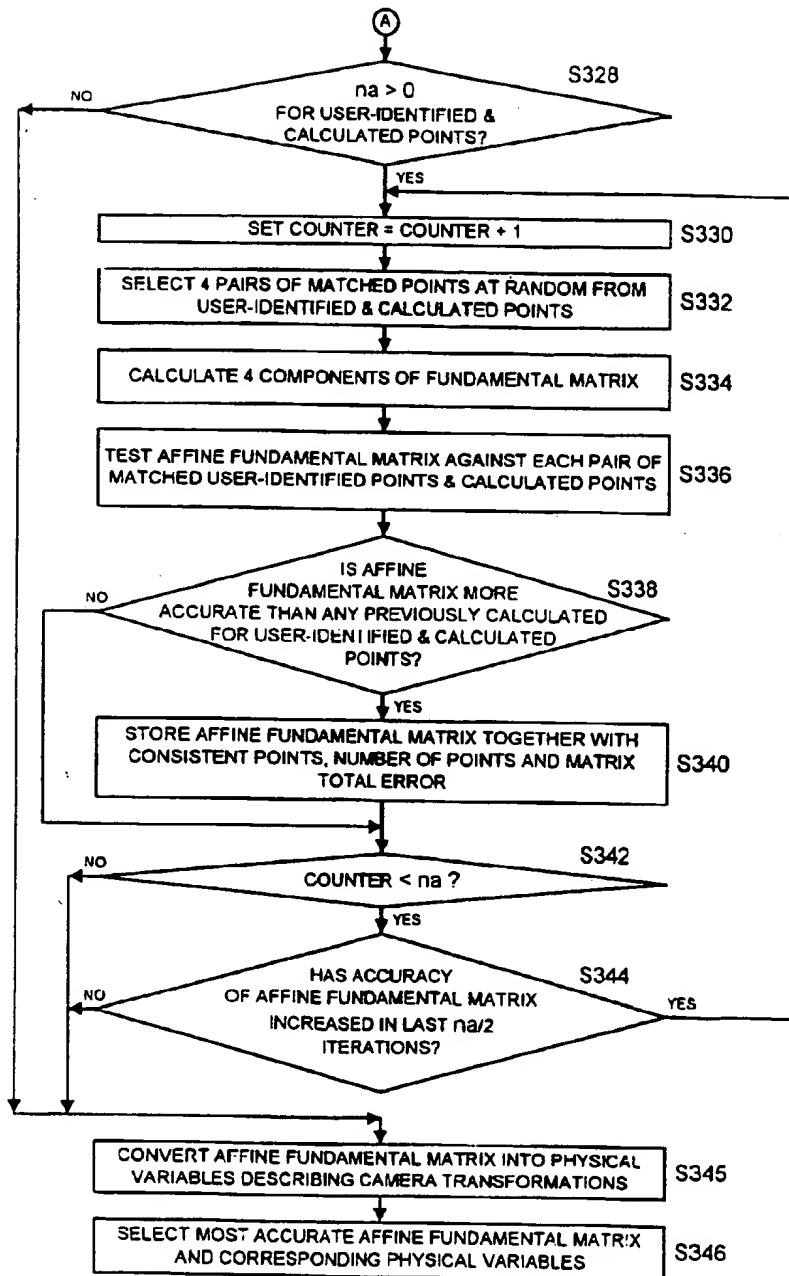 A
S328
na > 0
NO
FOR USER-IDENTIFIED &
CALCULATED POINTS?
YES
SET COUNTER = COUNTER + 1
S330
SELECT 4 PAIRS OF MATCHED POINTS AT RANDOM FROM
USER-IDENTIFIED & CALCULATED POINTS
S332
CALCULATE 4 COMPONENTS OF FUNDAMENTAL MATRIX
S334
TEST AFFINE FUNDAMENTAL MATRIX AGAINST EACH PAIR OF
MATCHED USER-IDENTIFIED POINTS & CALCULATED POINTS
S336
IS AFFINE
FUNDAMENTAL MATRIX MORE
S338
NO
ACCURATE THAN ANY PREVIOUSLY CALCULATED
FOR USER-IDENTIFIED & CALCULATED
POINTS?
YES
STORE AFFINE FUNDAMENTAL MATRIX TOGETHER WITH
CONSISTENT POINTS, NUMBER OF POINTS AND MATRIX
TOTAL ERROR
S340
S342
NO
COUNTER < na ?
YES
S344
HAS ACCURACY
OF AFFINE FUNDAMENTAL MATRIX
NO
YES
INCREASED IN LAST na/2
ITERATIONS?
CONVERT AFFINE FUNDAMENTAL MATRIX INTO PHYSICAL
VARIABLES DESCRIBING CAMERA TRANSFORMATIONS
S345
SELECT MOST ACCURATE AFFINE FUNDAMENTAL MATRIX
AND CORRESPONDING PHYSICAL VARIABLES
S346